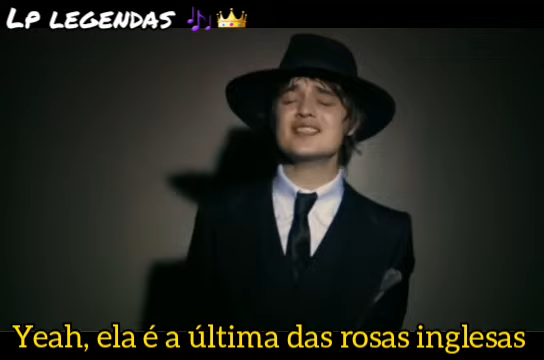 LP LEGENDAS 🎶👑
Yeah, ela é a última das rosas inglesas